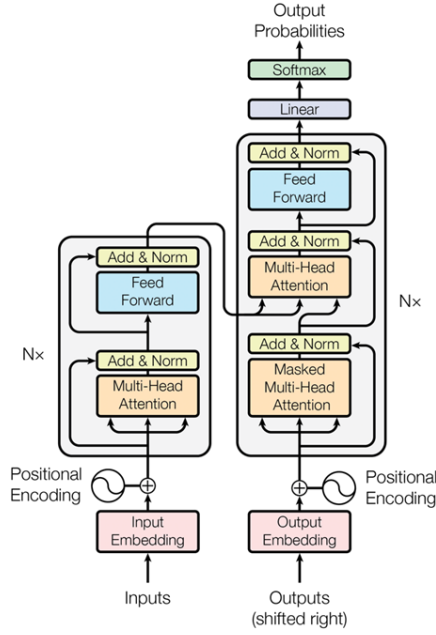 Output
Probabilities
Softmax
Linear
Add & Norm
Feed
Forward
Add & Norm
Multi-Head
Attention
Add & Norm
Masked
Multi-Head
Attention
N×
Positional
Encoding
Output
Embedding
Outputs
(shifted right)
Add & Norm
Feed
Forward
N×
Add & Norm
Multi-Head
Attention
Positional
Encoding
Input
Embedding
Inputs